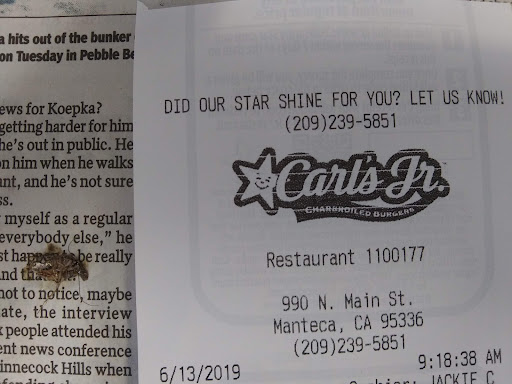 a hits out of the bunker
on Tuesday in Pebble Be
ews for Koepka?
getting harder for him
he's out in public. He
on him when he walks
ant, and he's not sure
ss.
myself as a regular
everybody else," he
st be really
nd
not to notice, maybe
ate, the interview
x people attended his
ent news conference
innecock Hills when
DID OUR STAR SHINE FOR YOU? LET US KNOW!
(209)239-5851
Carl's Jr.
CHARBROILED BURGERS
Restaurant 1100177
990 N. Main St.
Manteca, CA 95336
(209)239-5851
6/13/2019 9:18:38 AM
JACKIE C